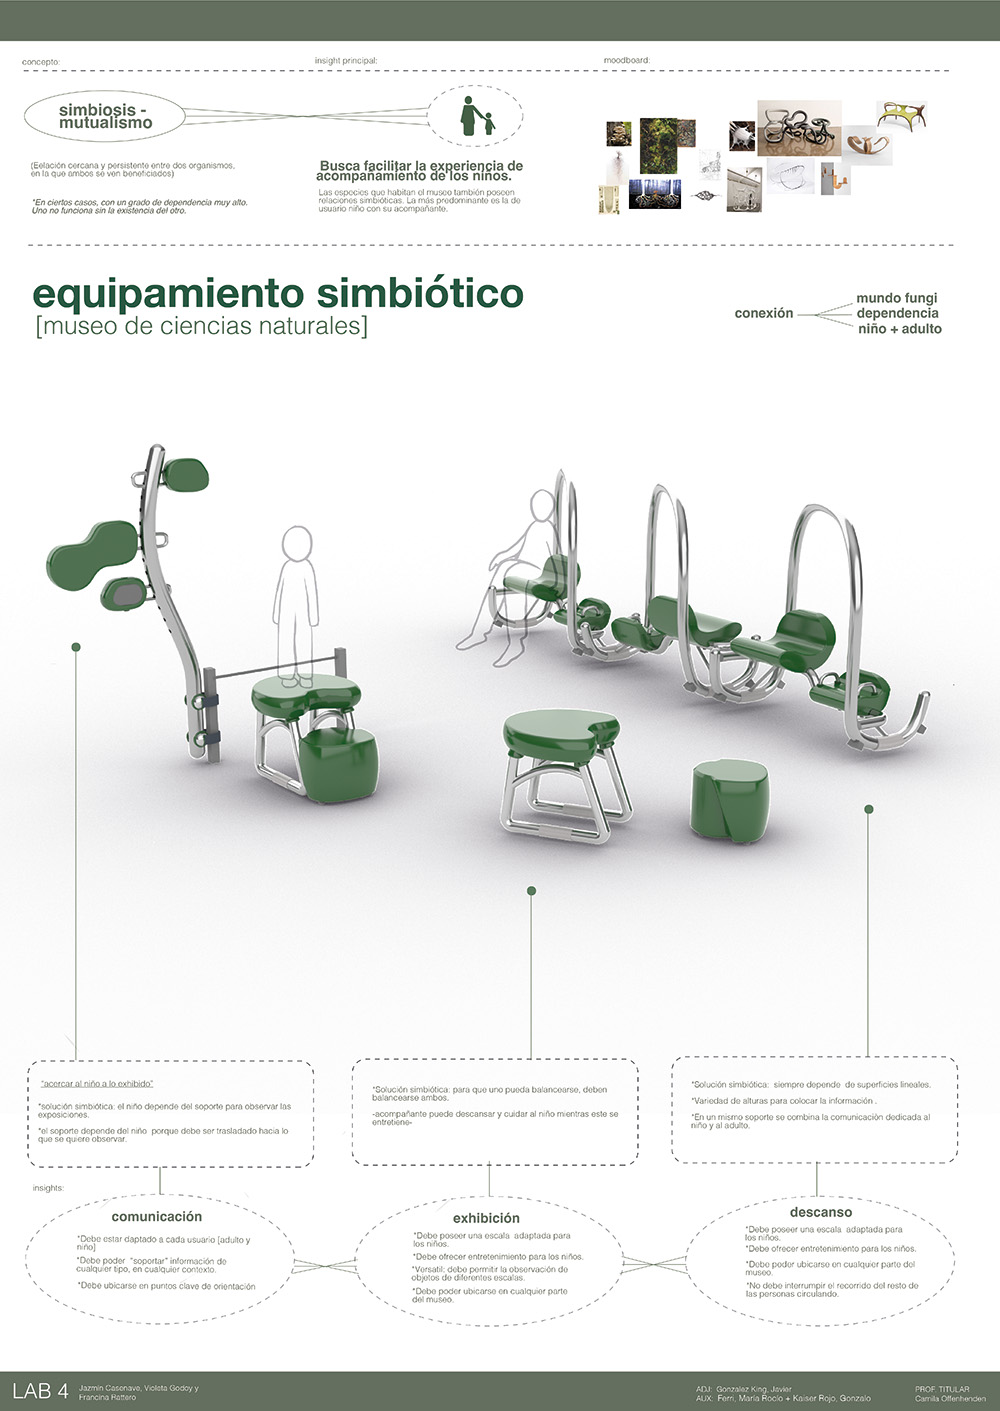 concepto:
insight principal:
moodboard:
simbiosis -
mutualismo
(Eelación cercana y persistente entre dos organismos,
en la que ambos se ven beneficiados)
*En ciertos casos, con un grado de dependencia muy alto.
Uno no funciona sin la existencia del otro.
Busca facilitar la experiencia de
acompañamiento de los niños.
Las especies que habitan el museo también poseen
relaciones simbióticas. La más predominante es la de
usuario niño con su acompañante.
equipamiento simbiótico
[museo de ciencias naturales]
conexión
mundo fungi
dependencia
niño + adulto
"acercar al niño a lo exhibido"
*solución simbiótica: el niño depende del soporte para observar las
exposiciones.
*el soporte depende del niño porque debe ser trasladado hacia lo
que se quiere observar.
*Solución simbiótica: para que uno pueda balancearse, deben
balancearse ambos.
-acompañante puede descansar y cuidar al niño mientras este se
entretiene-
*Solución simbiótica: siempre depende de superficies lineales.
*Variedad de alturas para colocar la información .
*En un mismo soporte se combina la comunicación dedicada al
niño y al adulto.
insights:
comunicación
*Debe estar daptado a cada usuario [adulto y
niño]
*Debe poder "soportar" información de
cualquier tipo, en cualquier contexto.
*Debe ubicarse en puntos clave de orientación
exhibición
*Debe poseer una escala adaptada para
los niños.
*Debe ofrecer entretenimiento para los niños.
*Versatil: debe permitir la observación de
objetos de diferentes escalas.
*Debe poder ubicarse en cualquier parte
del museo.
descanso
*Debe poseer una escala adaptada para
los niños.
*Debe ofrecer entretenimiento para los niños.
*Debe poder ubicarse en cualquier parte del
museo.
*No debe interrumpir el recorrido del resto de
las personas circulando.
LAB 4
Jazmín Casenave, Violeta Godoy y
Francina Rattero
ADJ: Gonzalez King, Javier
AUX: Ferri, María Rocío + Kaiser Rojo, Gonzalo
PROF. TITULAR
Camila Offenhenden